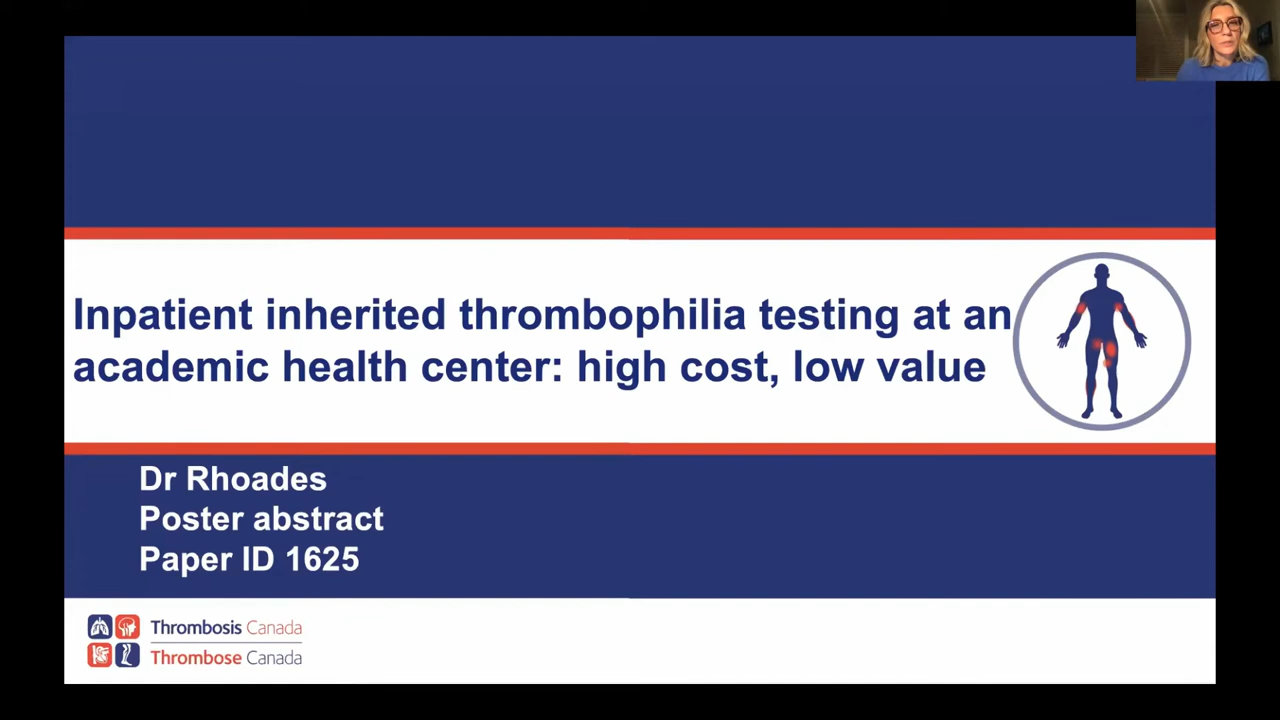 Inpatient inherited thrombophilia testing at an
academic health center: high cost, low value
Dr Rhoades
Poster abstract
Paper ID 1625
Thrombosis Canada
Thrombose Canada